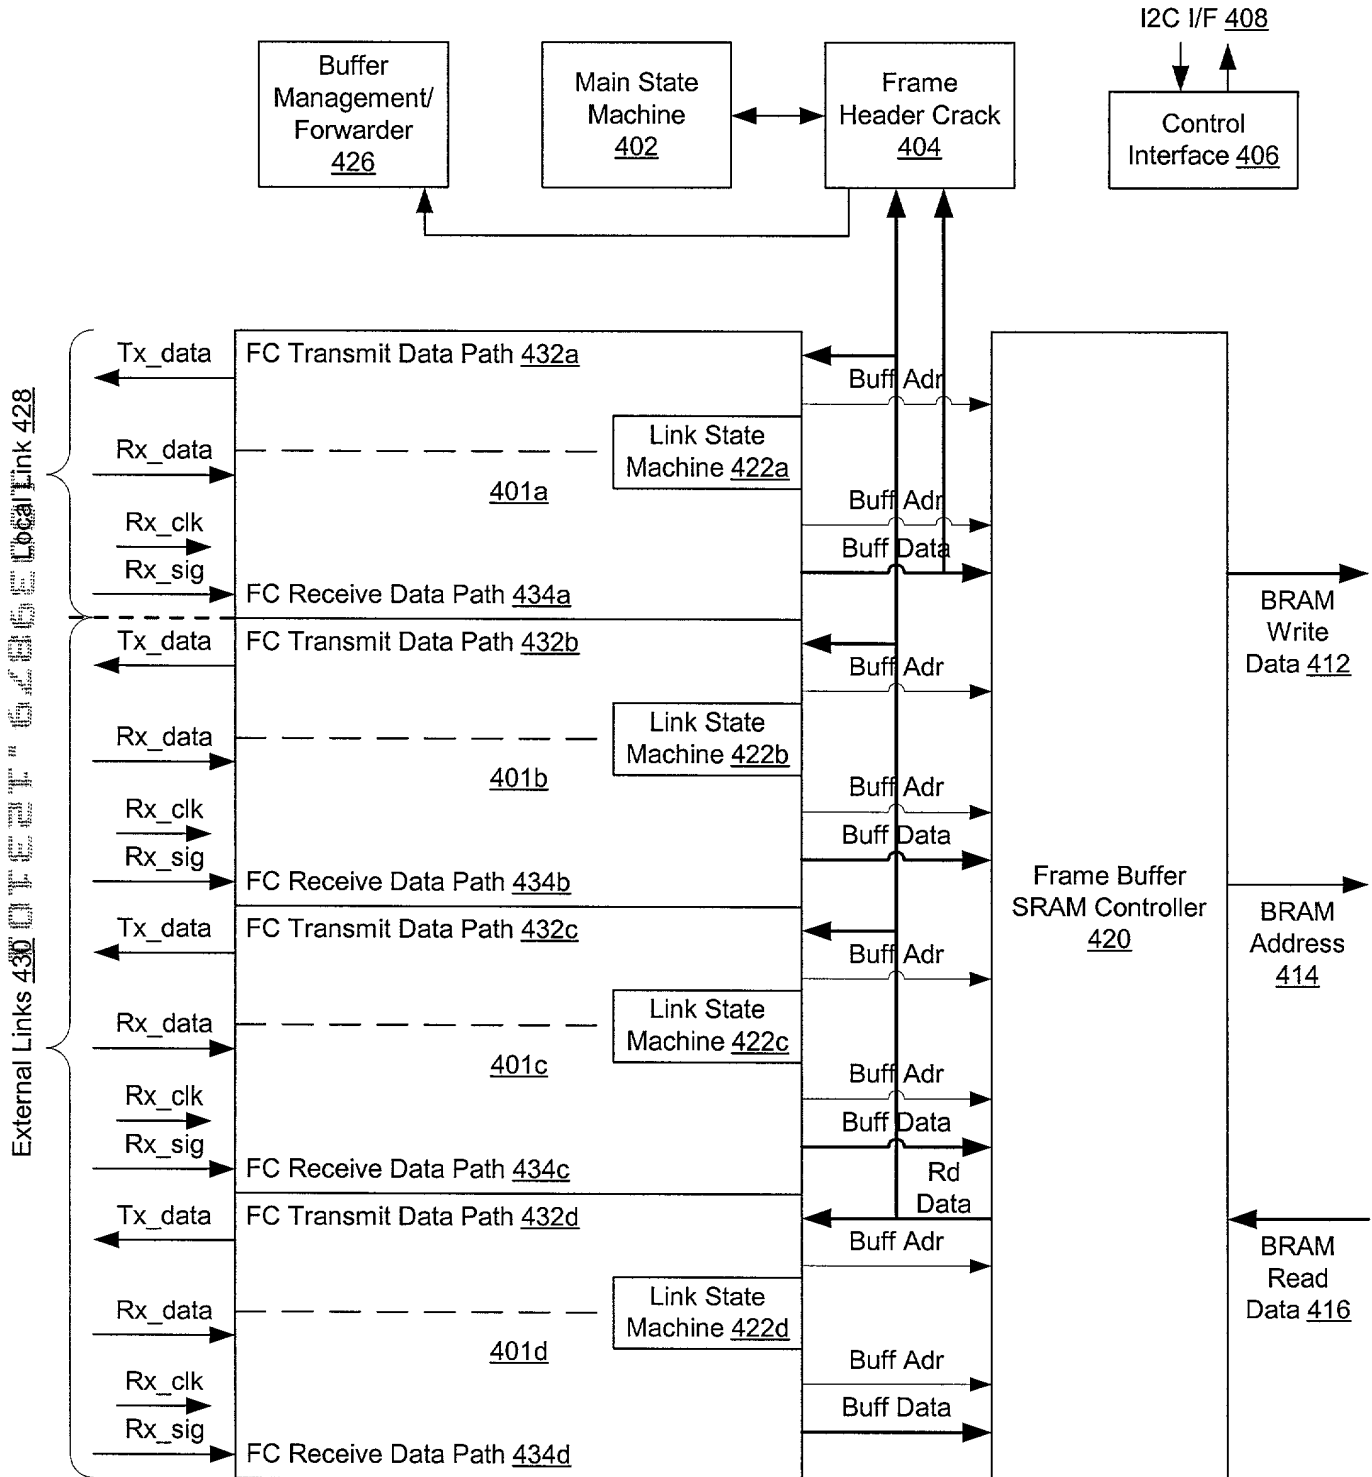 I2C I/F 408
Buffer
Management/
Forwarder
426
Main State
Machine
402
Frame
Header Crack
404
Control
Interface 406
Local Link 428
Tx_data
FC Transmit Data Path 432a
Buff Adr
Rx_data
Link State
Machine 422a
401a
Buff Adr
Rx_clk
Buff Data
Rx_sig
FC Receive Data Path 434a
External Links 430
Tx_data
FC Transmit Data Path 432b
Buff Adr
Rx_data
Link State
Machine 422b
401b
Buff Adr
Rx_clk
Buff Data
Rx_sig
FC Receive Data Path 434b
Tx_data
FC Transmit Data Path 432c
Buff Adr
Rx_data
Link State
Machine 422c
401c
Buff Adr
Rx_clk
Buff Data
Rx_sig
FC Receive Data Path 434c
Rd
Data
Tx_data
FC Transmit Data Path 432d
Buff Adr
Rx_data
Link State
Machine 422d
401d
Buff Adr
Rx_clk
Buff Data
Rx_sig
FC Receive Data Path 434d
Frame Buffer
SRAM Controller
420
BRAM
Write
Data 412
BRAM
Address
414
BRAM
Read
Data 416